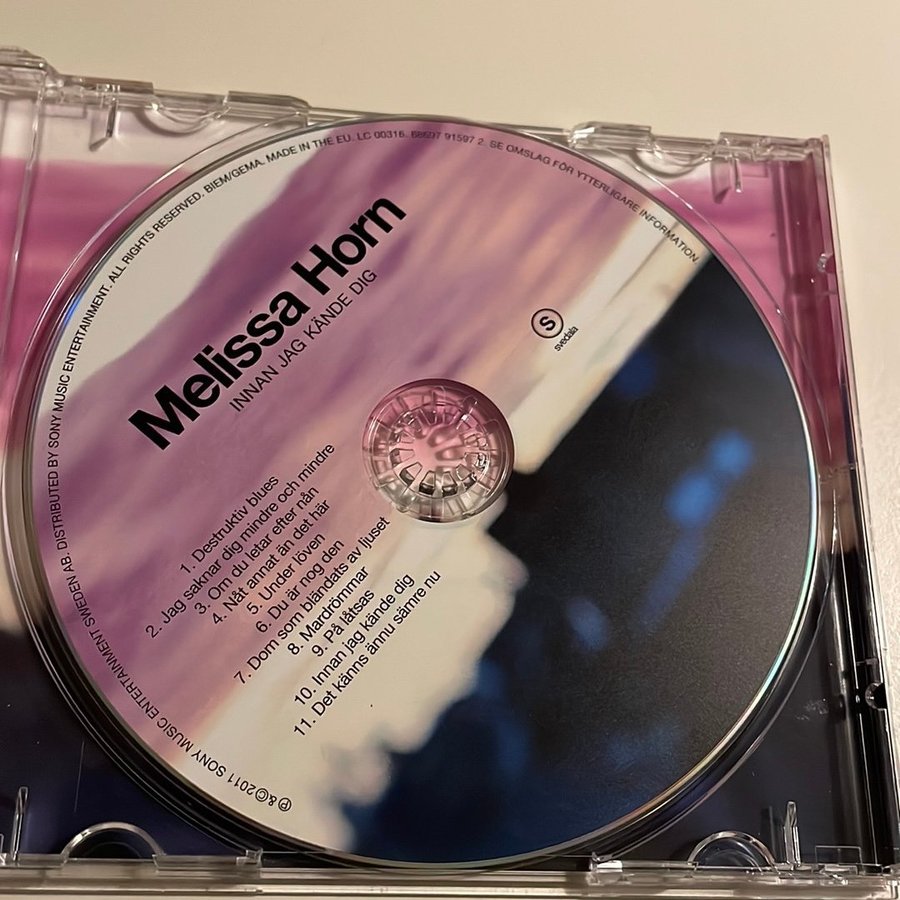 Melissa Horn
INNAN JAG KÄNDE DIG
S
svedala
1. Destruktiv blues
2. Jag saknar dig mindre och mindre
3. Om du letar efter nån
4. Nåt annat än det här
5. Under löven
6. Du är nog den
7. Dom som bländats av ljuset
8. Mardrömmar
9. På låtsas
10. Innan jag kände dig
11. Det känns ännu sämre nu
℗ & © 2011 SONY MUSIC ENTERTAINMENT SWEDEN AB. DISTRIBUTED BY SONY MUSIC ENTERTAINMENT. ALL RIGHTS RESERVED. BIEM/GEMA. MADE IN THE EU. LC 00316. 88697 91597 2. SE OMSLAG FÖR YTTERLIGARE INFORMATION